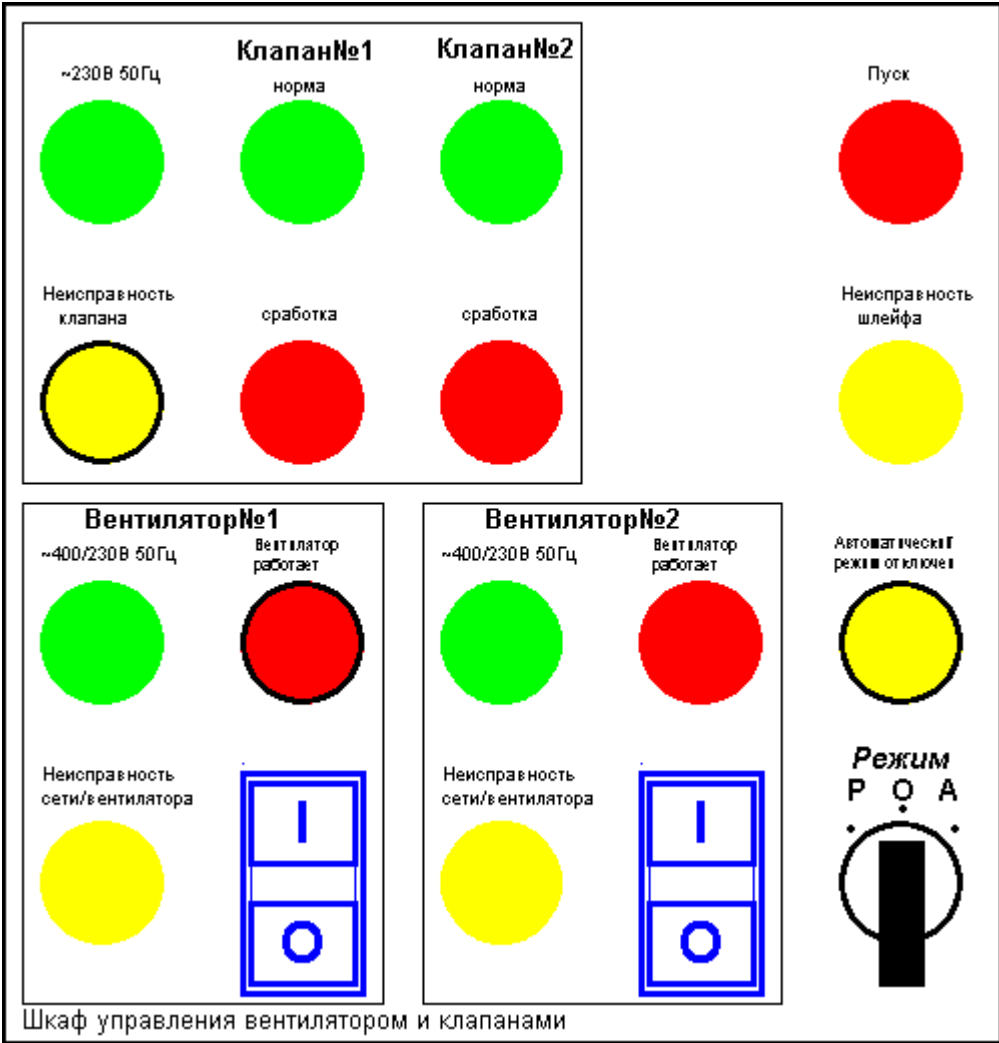 Клапан№1 Клапан№2
~230В 50Гц норма норма Пуск
Неисправность
клапана
сработка сработка
Неисправность
шлейфа
Вентилятор№1
~400/230В 50Гц
Вентилятор
работает
Вентилятор№2
~400/230В 50Гц
Вентилятор
работает
Автоматический
режим отключен
Неисправность
сети/вентилятора
I
O
Неисправность
сети/вентилятора
I
O
Режим
Р О А
Шкаф управления вентилятором и клапанами